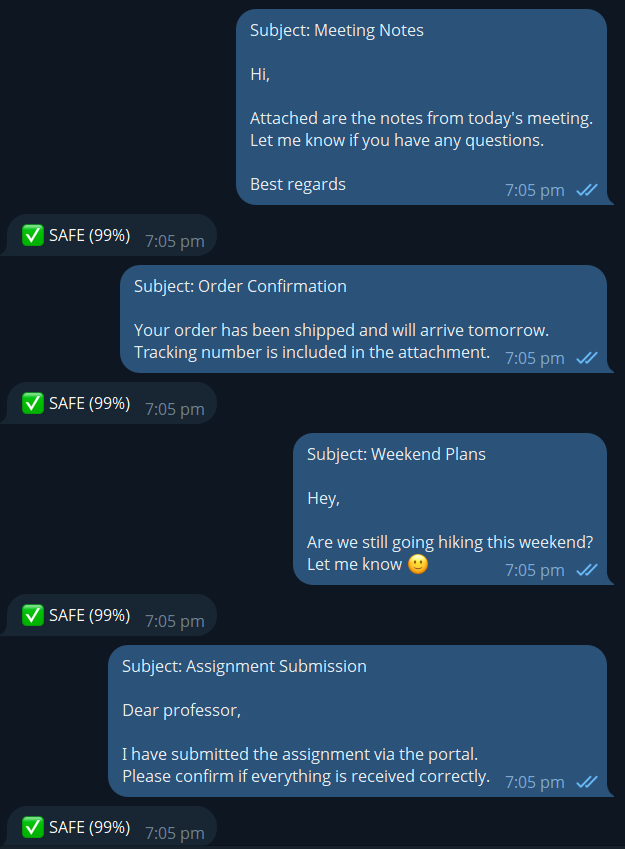 Subject: Meeting Notes
Hi,
Attached are the notes from today's meeting.
Let me know if you have any questions.
Best regards
7:05 pm
✅ SAFE (99%) 7:05 pm
Subject: Order Confirmation
Your order has been shipped and will arrive tomorrow.
Tracking number is included in the attachment. 7:05 pm
✅ SAFE (99%) 7:05 pm
Subject: Weekend Plans
Hey,
Are we still going hiking this weekend?
Let me know 🙂 7:05 pm
✅ SAFE (99%) 7:05 pm
Subject: Assignment Submission
Dear professor,
I have submitted the assignment via the portal.
Please confirm if everything is received correctly. 7:05 pm
✅ SAFE (99%) 7:05 pm